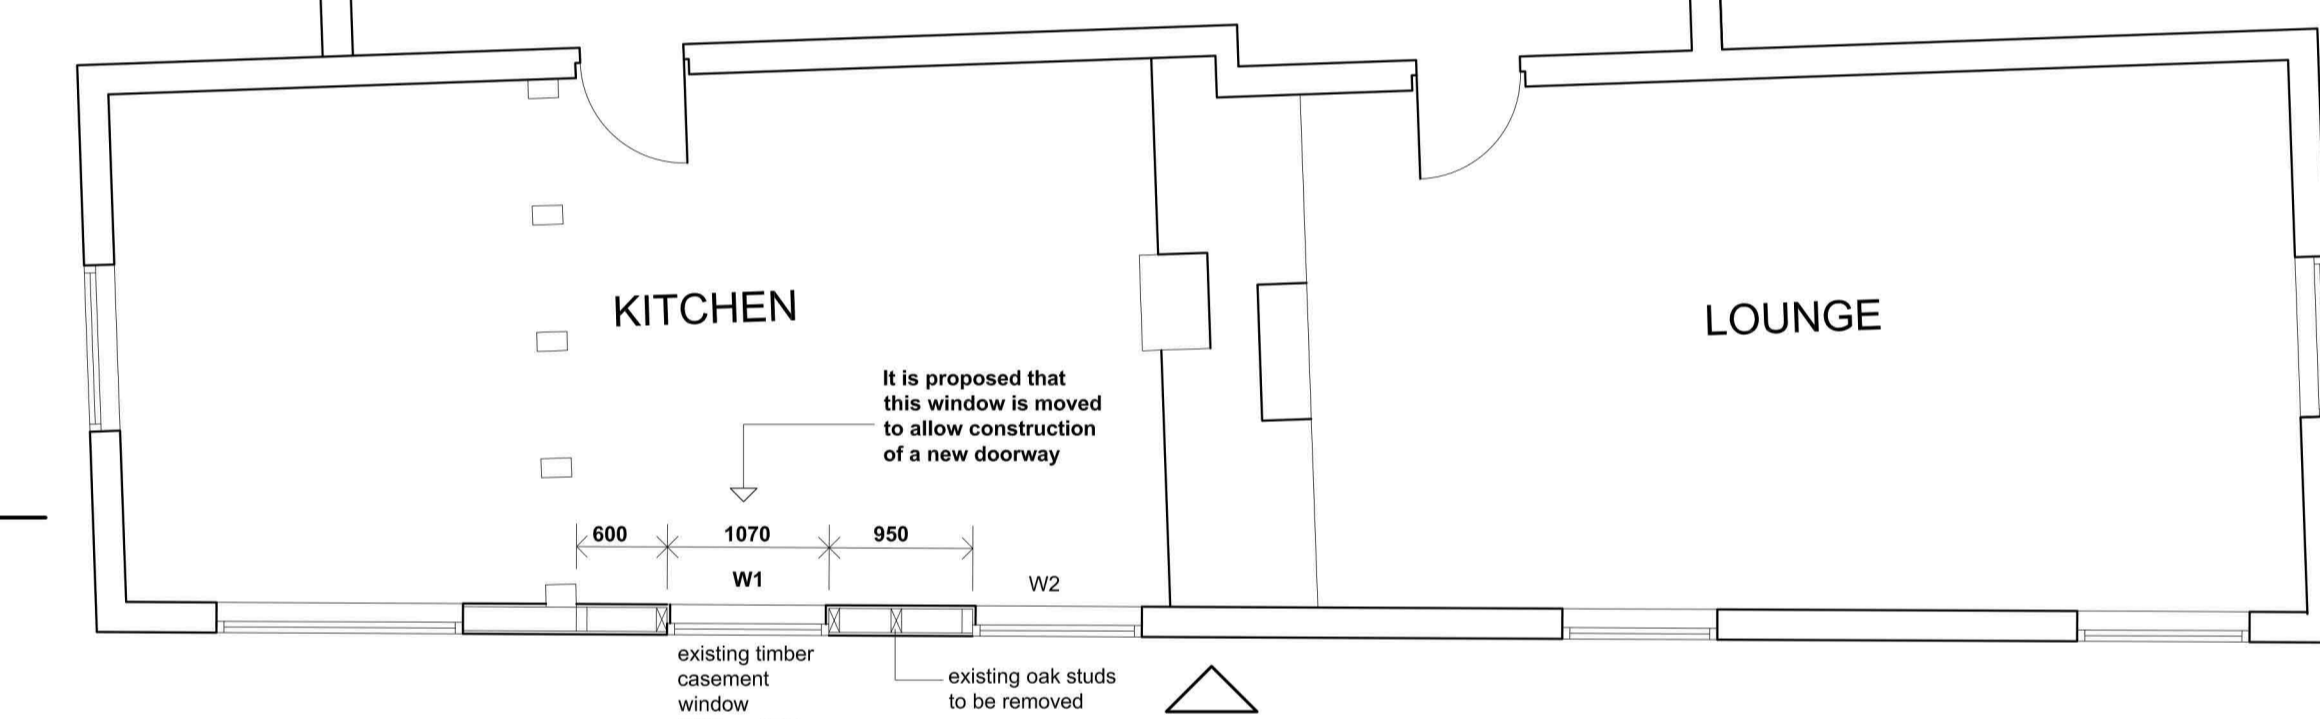 KITCHEN
LOUNGE
It is proposed that
this window is moved
to allow construction
of a new doorway
600
1070
950
W1
W2
existing timber
casement
window
existing oak studs
to be removed